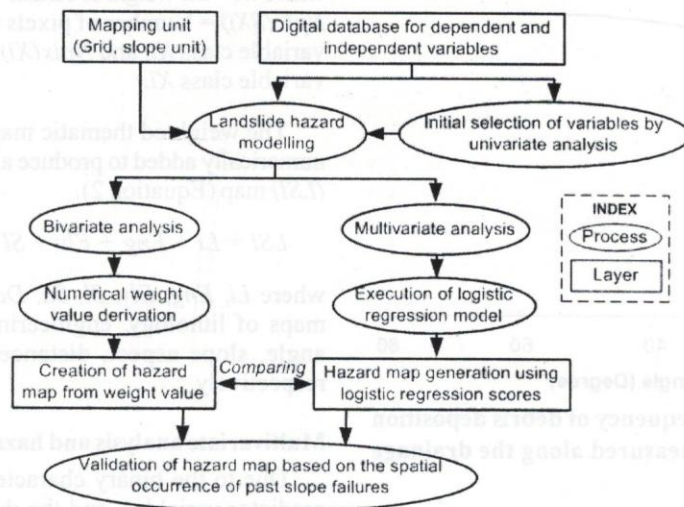 Mapping unit
(Grid, slope unit)
Digital database for dependent and
independent variables
Landslide hazard
modelling
Initial selection of variables by
univariate analysis
Bivariate analysis
Multivariate analysis
INDEX
Process
Layer
Numerical weight
value derivation
Execution of logistic
regression model
Creation of hazard
map from weight value
Comparing
Hazard map generation using
logistic regression scores
Validation of hazard map based on the spatial
occurrence of past slope failures